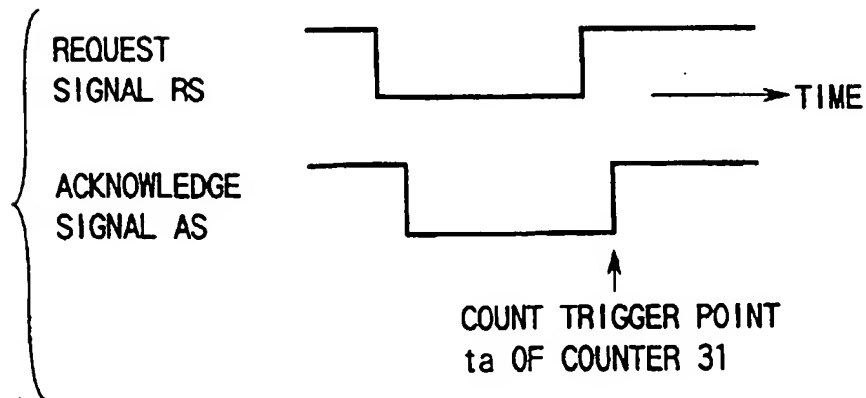 REQUEST
SIGNAL RS
TIME
ACKNOWLEDGE
SIGNAL AS
COUNT TRIGGER POINT
ta OF COUNTER 31